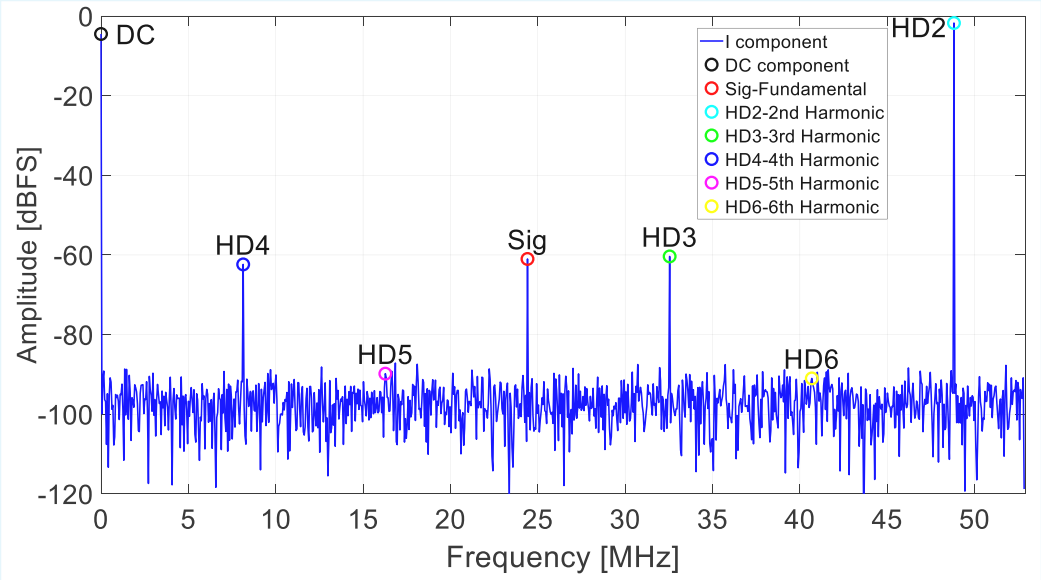 0
DC
HD2
I component
DC component
Sig-Fundamental
HD2-2nd Harmonic
HD3-3rd Harmonic
HD4-4th Harmonic
HD5-5th Harmonic
HD6-6th Harmonic
-20
-40
-60
-80
-100
-120
Amplitude [dBFS]
HD4
Sig
HD3
HD5
HD6
0 5 10 15 20 25 30 35 40 45 50
Frequency [MHz]